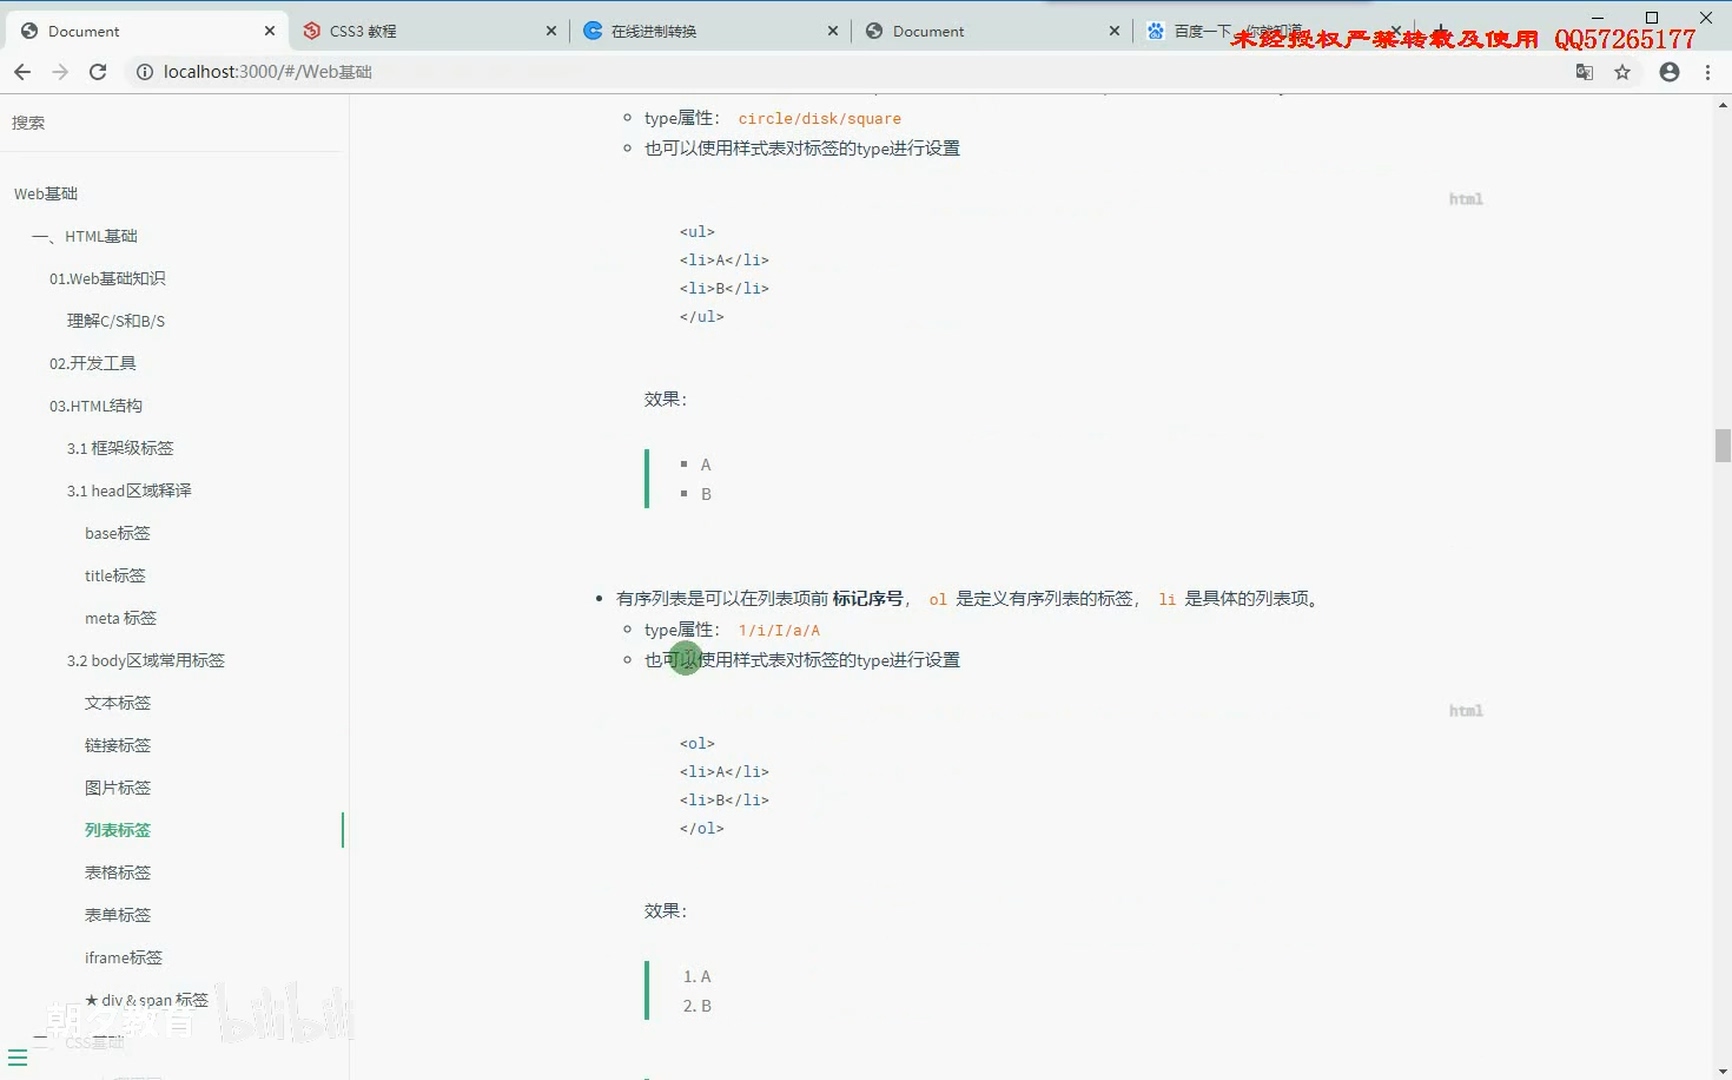 Document
CSS3 教程
在线进制转换
Document
百度一下，你就知道
未经授权严禁转载及使用 QQ57265177
localhost:3000/#/Web基础
搜索
Web基础
一、HTML基础
01.Web基础知识
理解C/S和B/S
02.开发工具
03.HTML结构
3.1 框架级标签
3.1 head区域释译
base标签
title标签
meta 标签
3.2 body区域常用标签
文本标签
链接标签
图片标签
列表标签
表格标签
表单标签
iframe标签
★ div & span 标签
二、CSS基础
朝夕教育 bilibili
type属性： circle/disk/square
也可以使用样式表对标签的type进行设置
html
<ul>
<li>A</li>
<li>B</li>
</ul>
效果：
A
B
有序列表是可以在列表项前 标记序号， ol 是定义有序列表的标签， li 是具体的列表项。
type属性： 1/i/I/a/A
也可以使用样式表对标签的type进行设置
html
<ol>
<li>A</li>
<li>B</li>
</ol>
效果：
1. A
2. B